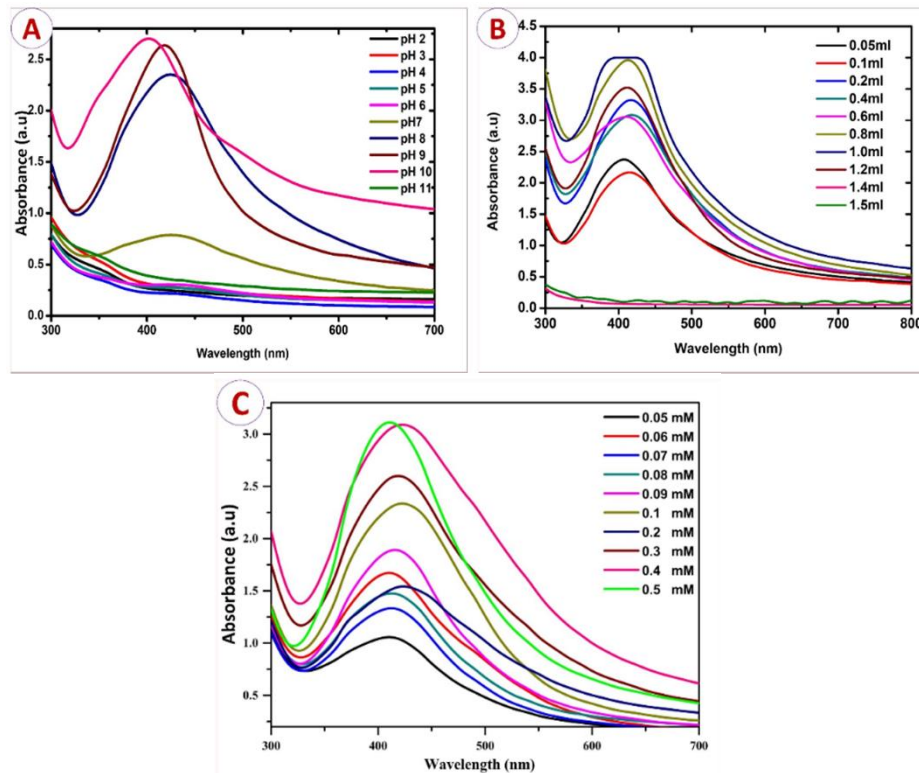 A
2.5
2.0
1.5
1.0
0.5
0.0
Absorbance (a.u)
300 400 500 600 700
Wavelength (nm)
pH 2
pH 3
pH 4
pH 5
pH 6
pH7
pH 8
pH 9
pH 10
pH 11
B
4.5
4.0
3.5
3.0
2.5
2.0
1.5
1.0
0.5
0.0
Absorbance (a.u)
300 400 500 600 700 800
Wavelength (nm)
0.05ml
0.1ml
0.2ml
0.4ml
0.6ml
0.8ml
1.0ml
1.2ml
1.4ml
1.5ml
C
3.0
2.5
2.0
1.5
1.0
0.5
Absorbance (a.u)
300 400 500 600 700
Wavelength (nm)
0.05 mM
0.06 mM
0.07 mM
0.08 mM
0.09 mM
0.1 mM
0.2 mM
0.3 mM
0.4 mM
0.5 mM